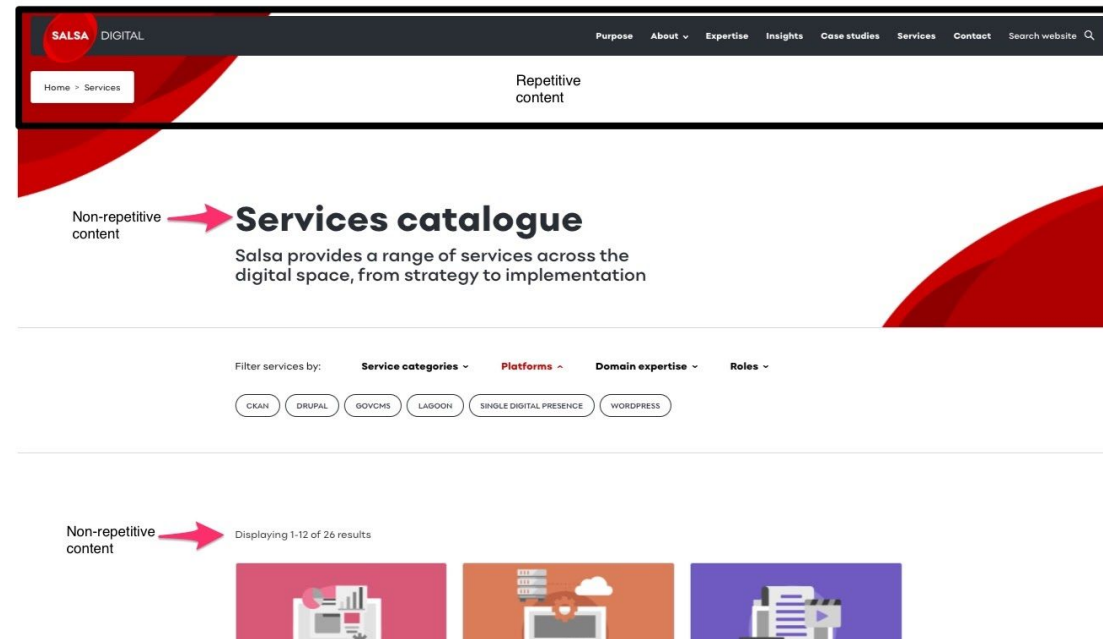 SALSA DIGITAL
Purpose About Expertise Insights Case studies Services Contact Search website
Home > Services
Repetitive
content
Non-repetitive
content
Services catalogue
Salsa provides a range of services across the
digital space, from strategy to implementation
Filter services by: Service categories Platforms Domain expertise Roles
CKAN DRUPAL GOVCMS LAGOON SINGLE DIGITAL PRESENCE WORDPRESS
Non-repetitive
content
Displaying 1-12 of 26 results